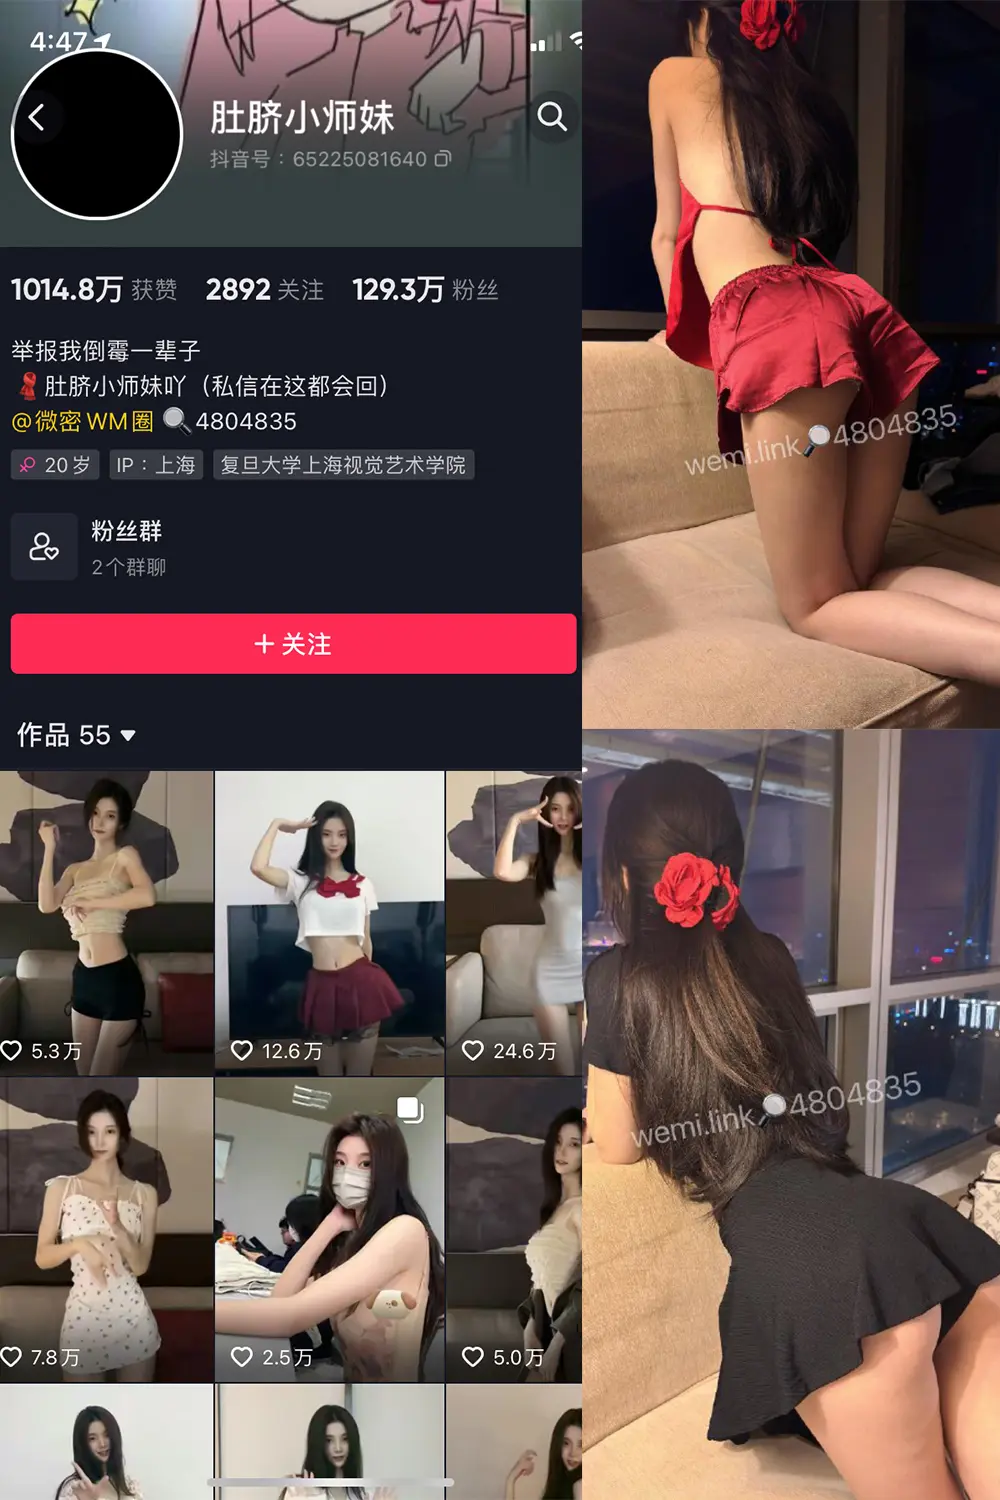 4:47
肚脐小师妹
抖音号：65225081640
1014.8万 获赞 2892 关注 129.3万 粉丝
举报我倒霉一辈子
肚脐小师妹吖（私信在这都会回）
@微密WM圈🔍4804835
20岁 IP：上海 复旦大学上海视觉艺术学院
粉丝群
2个群聊
+ 关注
作品 55
5.3万 12.6万 24.6万
7.8万 2.5万 5.0万
wemi.link🔍4804835
wemi.link🔍4804835